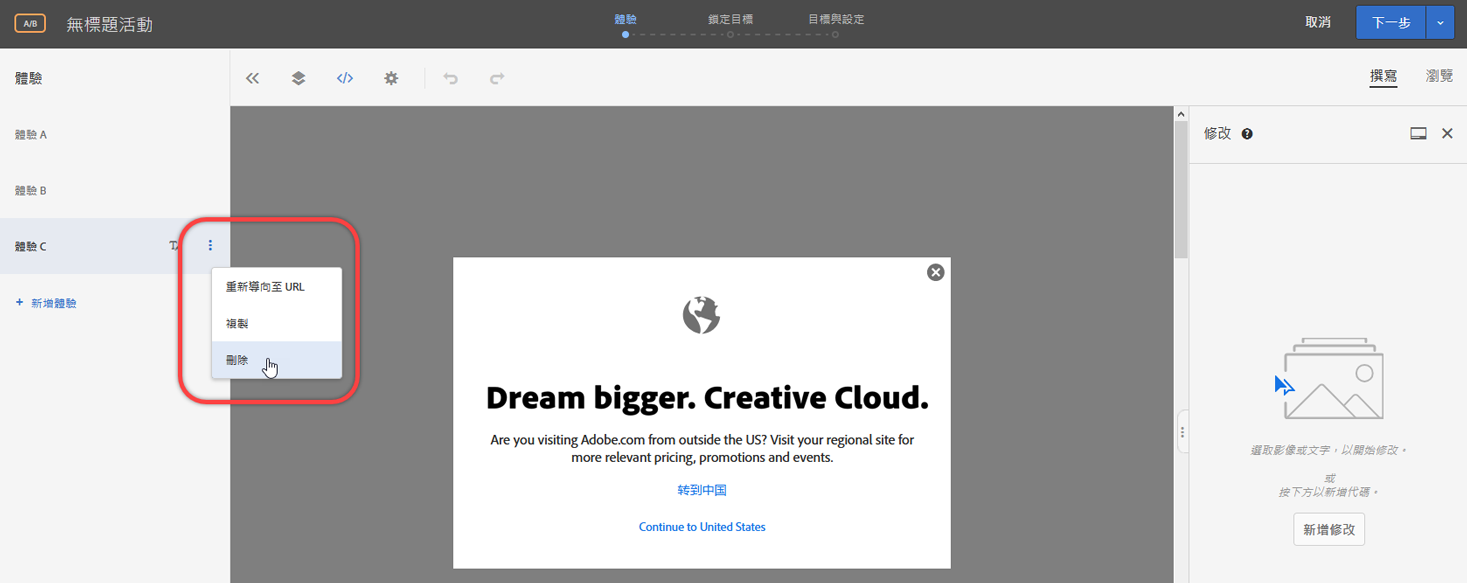 A/B
無標題活動
體驗
鎖定目標
目標與設定
取消
下一步
體驗
撰寫
瀏覽
體驗 A
體驗 B
體驗 C
新增體驗
重新導向至 URL
複製
刪除
Dream bigger. Creative Cloud.
Are you visiting Adobe.com from outside the US? Visit your regional site for
more relevant pricing, promotions and events.
转到中国
Continue to United States
修改
選取影像或文字，以開始修改。
或
按下方以新增代碼。
新增修改